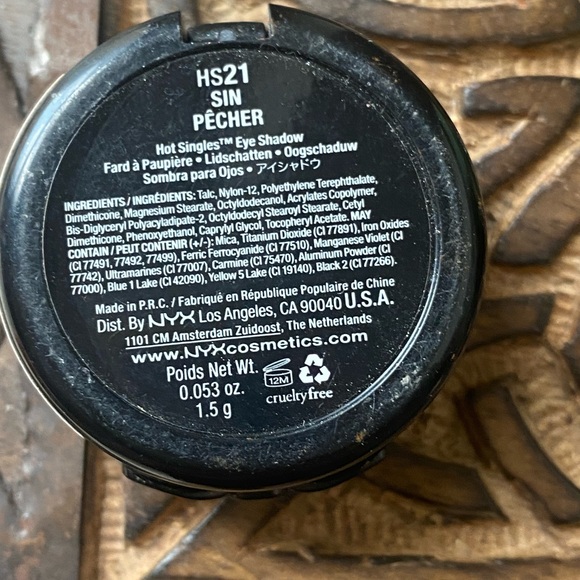 HS21
SIN
PÊCHER
Hot Singles™ Eye Shadow
Fard à Paupière • Lidschatten • Oogschaduw
Sombra para Ojos • アイシャドウ
INGREDIENTS / INGRÉDIENTS: Talc, Nylon-12, Polyethylene Terephthalate,
Dimethicone, Magnesium Stearate, Octyldodecanol, Acrylates Copolymer,
Bis-Diglyceryl Polyacyladipate-2, Octyldodecyl Stearoyl Stearate, Cetyl
Dimethicone, Phenoxyethanol, Caprylyl Glycol, Tocopheryl Acetate. MAY
CONTAIN / PEUT CONTENIR (+/-): Mica, Titanium Dioxide (CI 77891), Iron Oxides
(CI 77491, 77492, 77499), Ferric Ferrocyanide (CI 77510), Manganese Violet (CI
77742), Ultramarines (CI 77007), Carmine (CI 75470), Aluminum Powder (CI
77000), Blue 1 Lake (CI 42090), Yellow 5 Lake (CI 19140), Black 2 (CI 77266).
Made in P.R.C. / Fabriqué en République Populaire de Chine
Dist. By NYX Los Angeles, CA 90040 U.S.A.
1101 CM Amsterdam Zuidoost, The Netherlands
www.NYXcosmetics.com
Poids Net Wt.
0.053 oz.
1.5 g
12M
crueltyfree